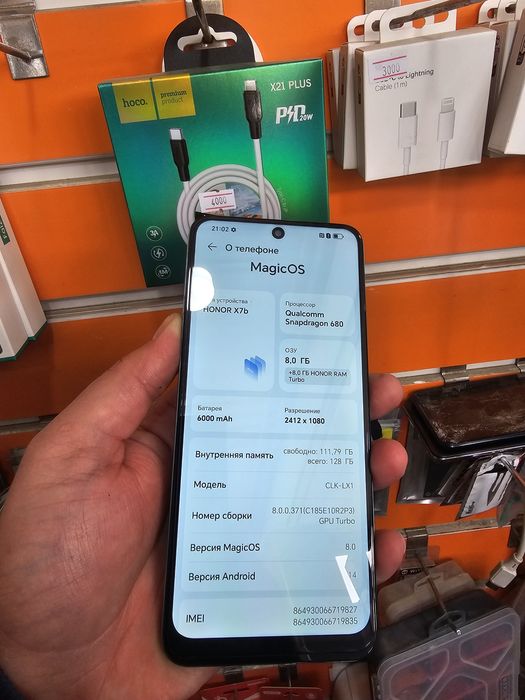 hoco.
premium
product
X21 PLUS
PD
20W
4000
3A
3000
Lightning
Cable (1m)
21:02
О телефоне
MagicOS
устройства
HONOR X7b
Процессор
Qualcomm
Snapdragon 680
ОЗУ
8,0 ГБ
+8,0 ГБ HONOR RAM
Turbo
Батарея
6000 mAh
Разрешение
2412 x 1080
Внутренняя память
свободно: 111,79 ГБ
всего: 128 ГБ
Модель
CLK-LX1
Номер сборки
8.0.0.371(C185E10R2P3)
GPU Turbo
Версия MagicOS
8.0
Версия Android
14
IMEI
864930066719827
864930066719835